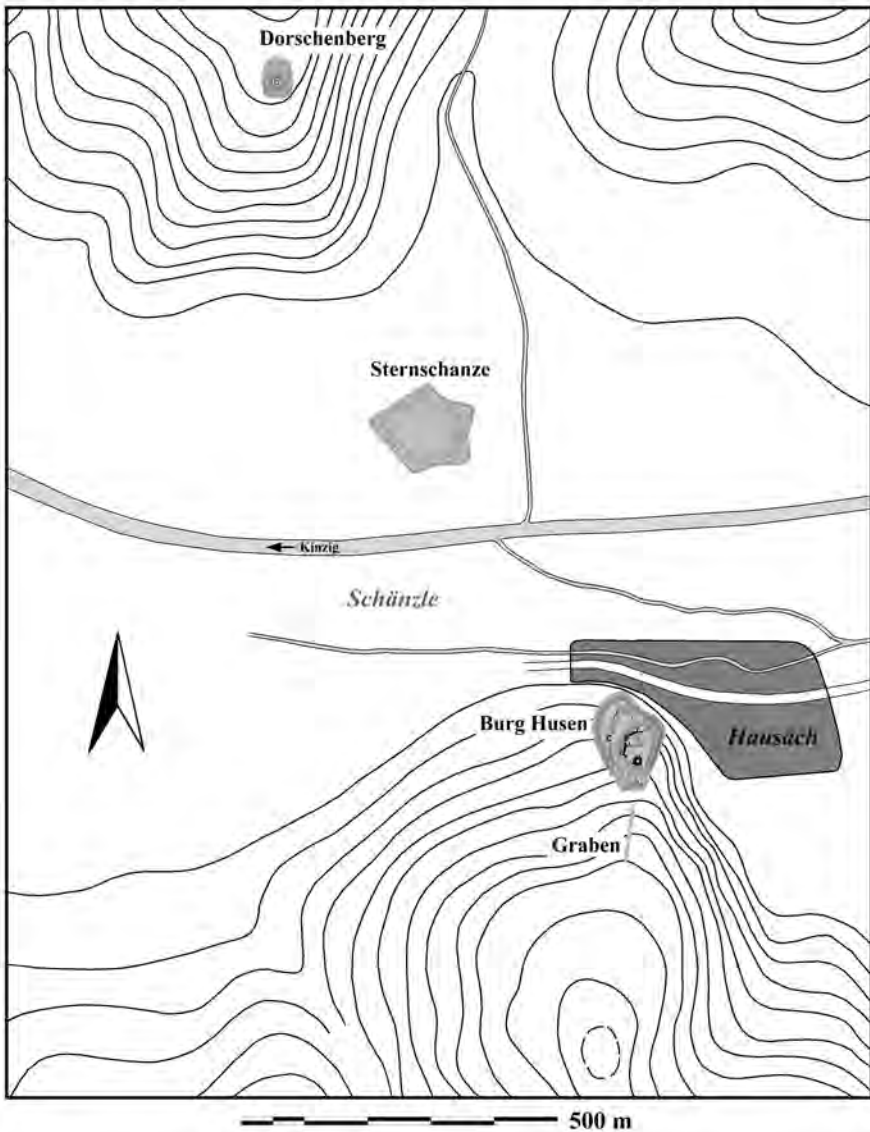 Dorschenberg
Sternschanze
Kinzig
Schänzle
Burg Husen
Hausach
Graben
500 m